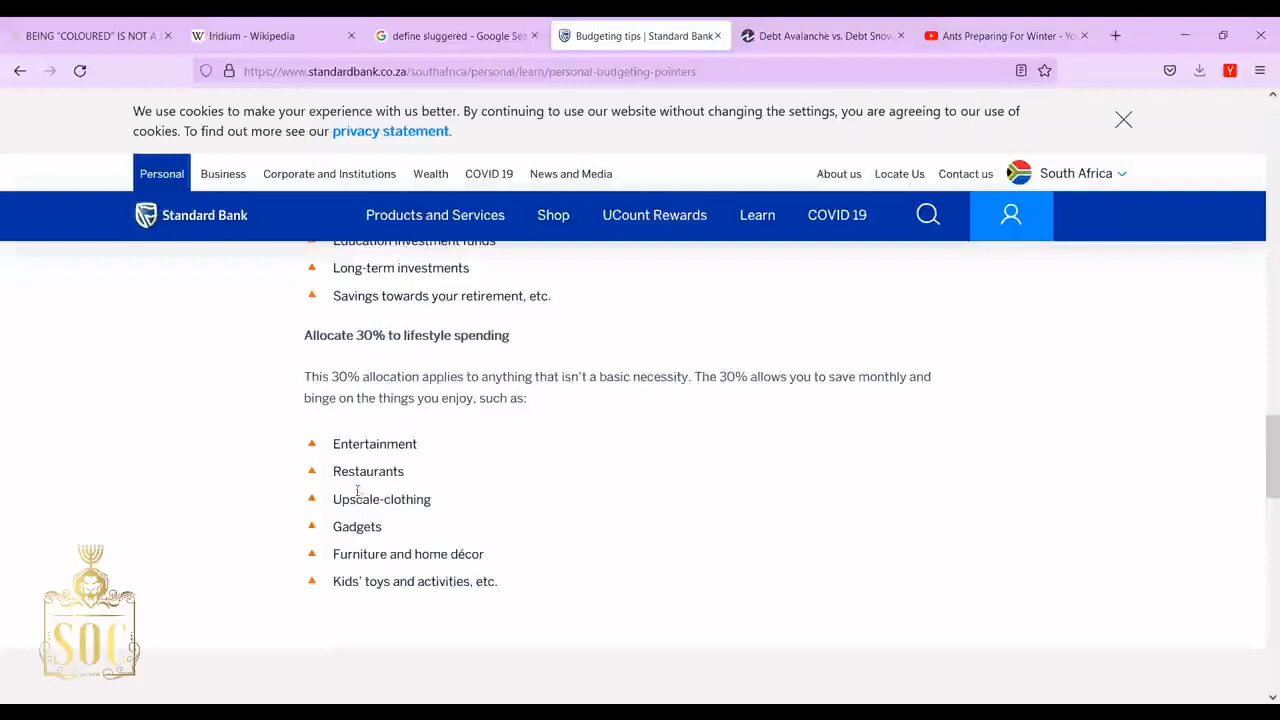 BEING "COLOURED" IS NOT A
Iridium - Wikipedia
define sluggered - Google Sea
Budgeting tips | Standard Bank
Debt Avalanche vs. Debt Snow
Ants Preparing For Winter - Yo
https://www.standardbank.co.za/southafrica/personal/learn/personal-budgeting-pointers
Y
We use cookies to make your experience with us better. By continuing to use our website without changing the settings, you are agreeing to our use of
cookies. To find out more see our privacy statement.
Personal Business Corporate and Institutions Wealth COVID 19 News and Media About us Locate Us Contact us South Africa
Standard Bank Products and Services Shop UCount Rewards Learn COVID 19
Education investment funds
Long-term investments
Savings towards your retirement, etc.
Allocate 30% to lifestyle spending
This 30% allocation applies to anything that isn't a basic necessity. The 30% allows you to save monthly and
binge on the things you enjoy, such as:
Entertainment
Restaurants
Upscale-clothing
Gadgets
Furniture and home décor
Kids' toys and activities, etc.
SOC